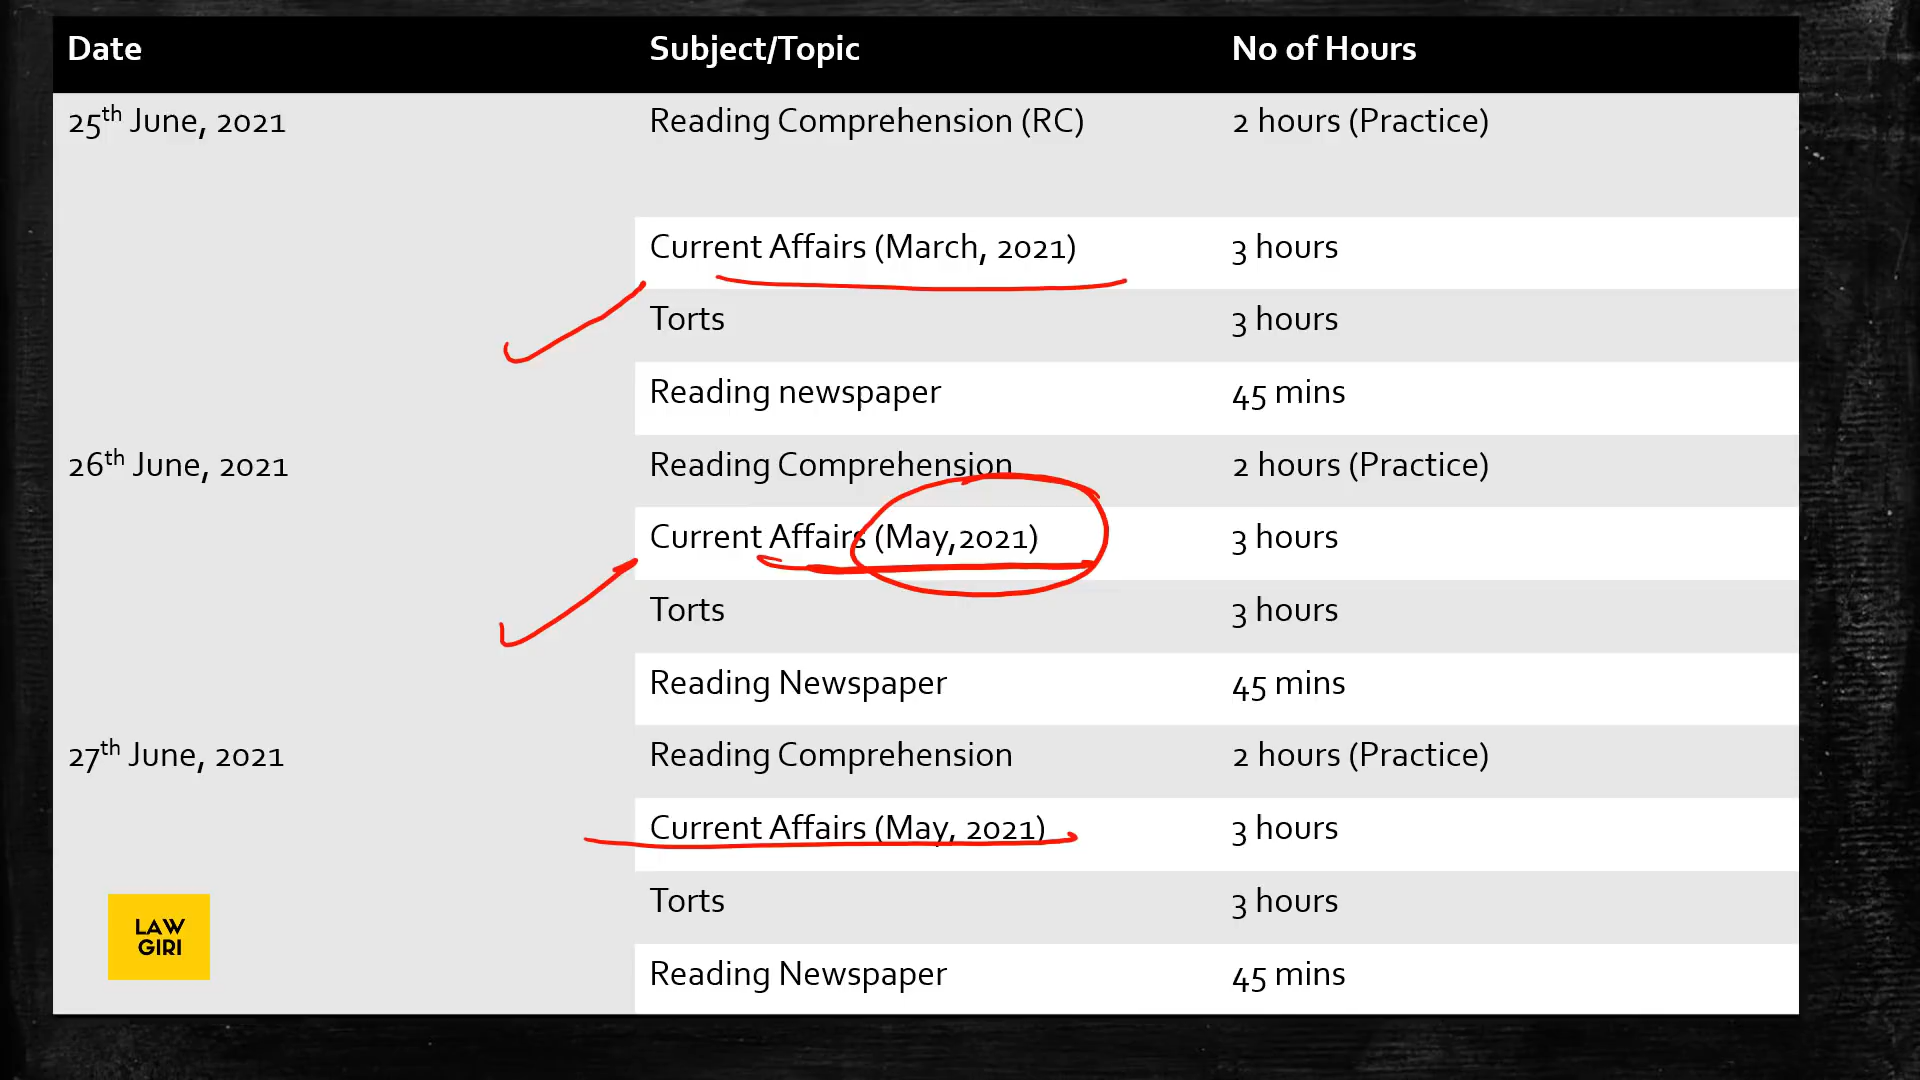 Date Subject/Topic No of Hours
25th June, 2021 Reading Comprehension (RC) 2 hours (Practice)
Current Affairs (March, 2021) 3 hours
Torts 3 hours
Reading newspaper 45 mins
26th June, 2021 Reading Comprehension 2 hours (Practice)
Current Affairs (May,2021) 3 hours
Torts 3 hours
Reading Newspaper 45 mins
27th June, 2021 Reading Comprehension 2 hours (Practice)
Current Affairs (May, 2021) 3 hours
Torts 3 hours
Reading Newspaper 45 mins
LAW
GIRI